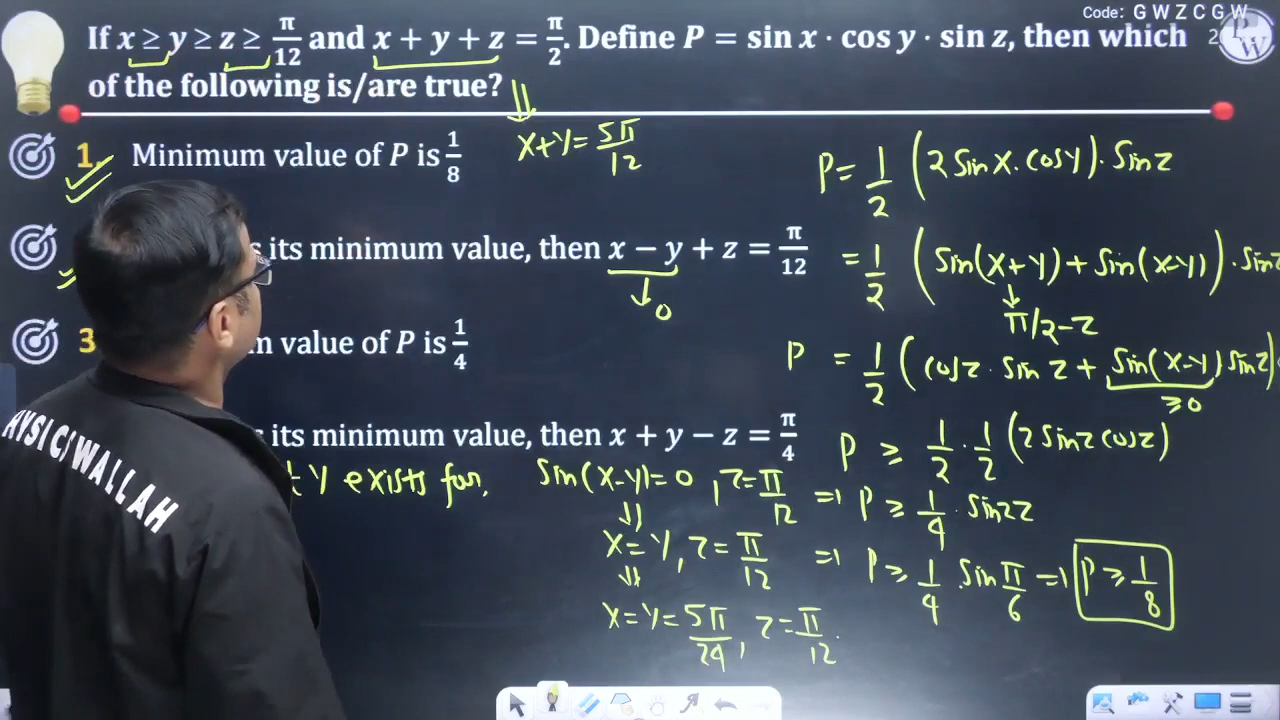 Code: G W Z C G W
If x ≥ y ≥ z ≥ π/12 and x + y + z = π/2. Define P = sin x · cos y · sin z, then which
of the following is/are true?
x+y = 5π/12
1. Minimum value of P is 1/8
P = 1/2 (2 sin x. cos y). sin z
its minimum value, then x − y + z = π/12
0
= 1/2 (sin(x+y) + sin(x-y)).
π/2-z
3
value of P is 1/4
P = 1/2 (cos z. sin z + sin(x-y) sin z)
≥0
its minimum value, then x + y − z = π/4
P ≥ 1/2 . 1/2 (2 sin z cos z)
Y exists for,
sin(x-y)=0, z=π/12 ⇒ P ≥ 1/4 . sin2z
x=y, z=π/12 ⇒ P ≥ 1/4 . sin π/6 ⇒ P ≥ 1/8
x=y=5π/24, z=π/12.
HYSICS WALLAH